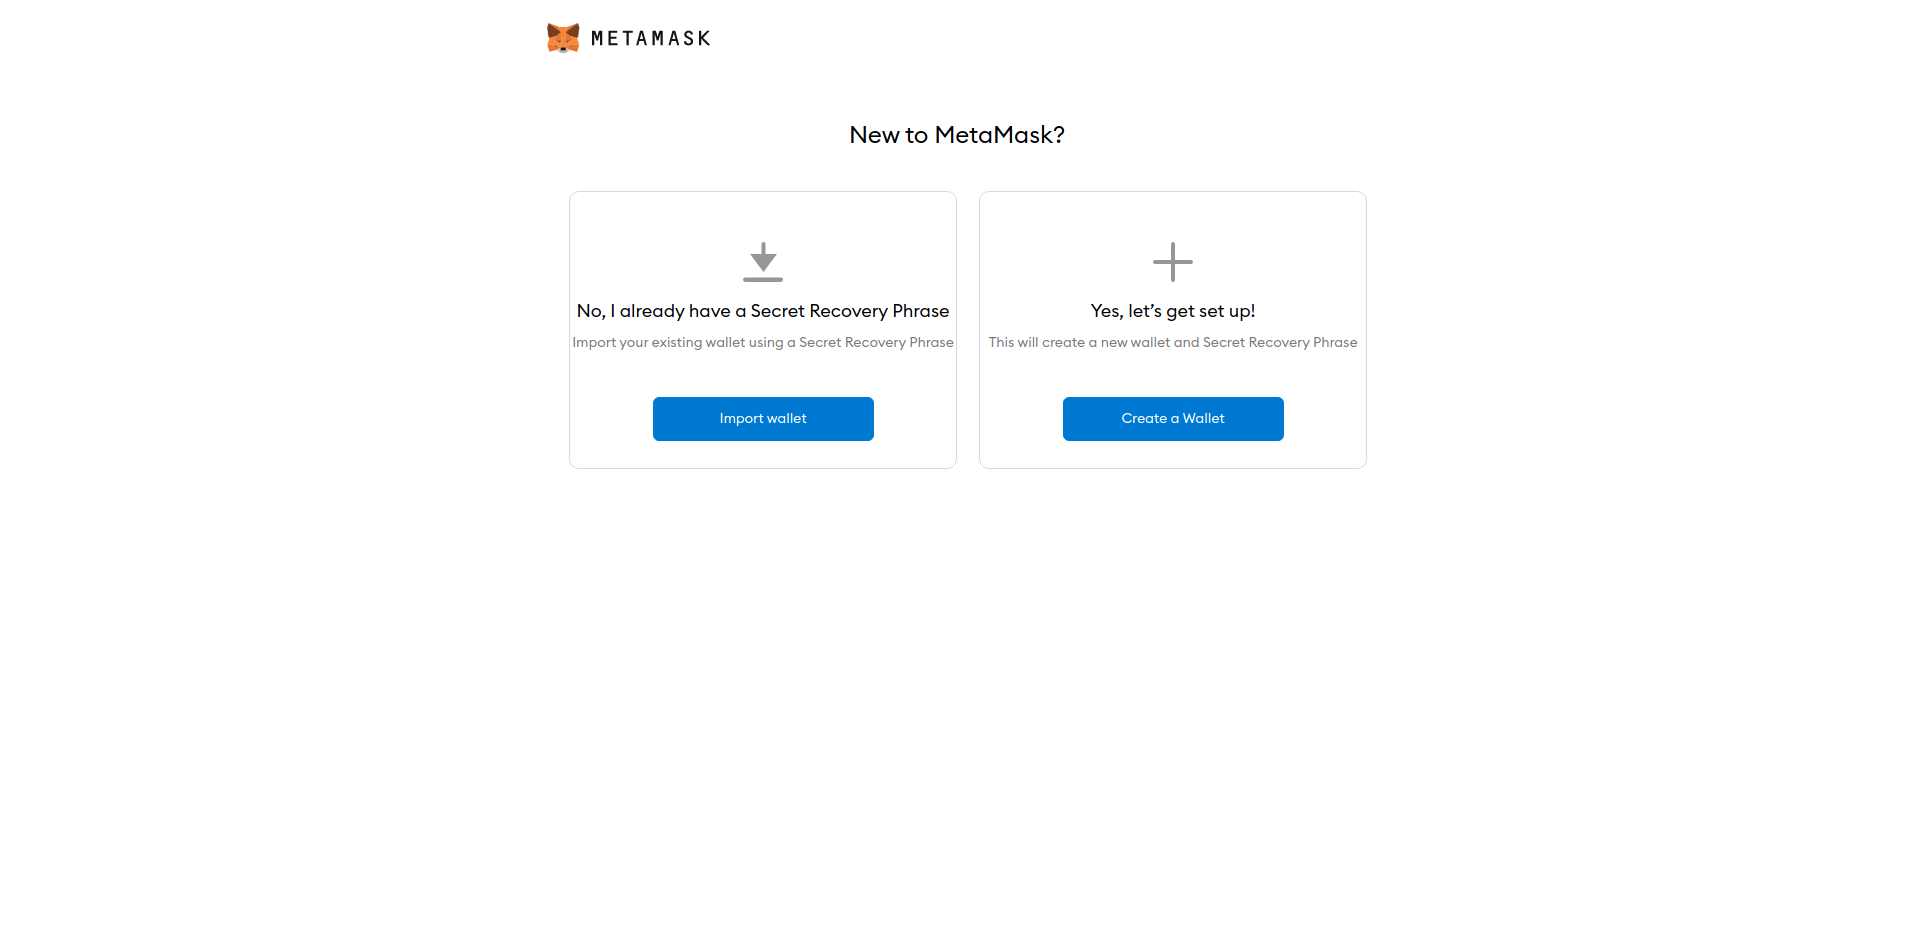 METAMASK
New to MetaMask?
No, I already have a Secret Recovery Phrase
Import your existing wallet using a Secret Recovery Phrase
Import wallet
Yes, let’s get set up!
This will create a new wallet and Secret Recovery Phrase
Create a Wallet